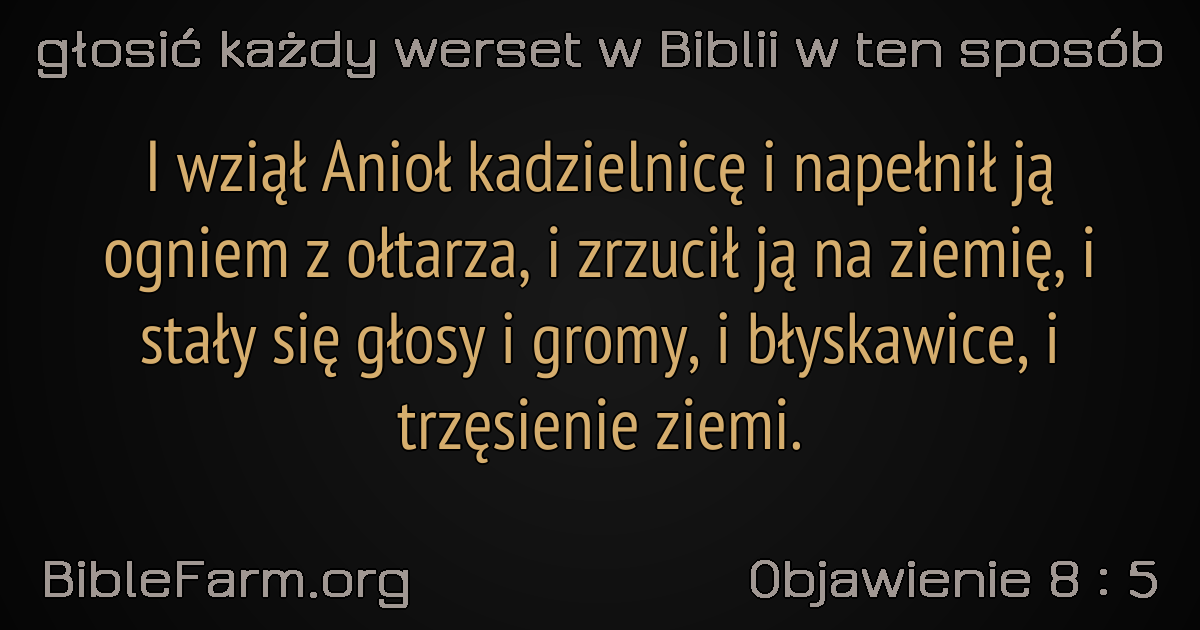 głosić każdy werset w Biblii w ten sposób
I wziął Anioł kadzielnicę i napełnił ją
ogniem z ołtarza, i zrzucił ją na ziemię, i
stały się głosy i gromy, i błyskawice, i
trzęsienie ziemi.
BibleFarm.org
Objawienie 8 : 5